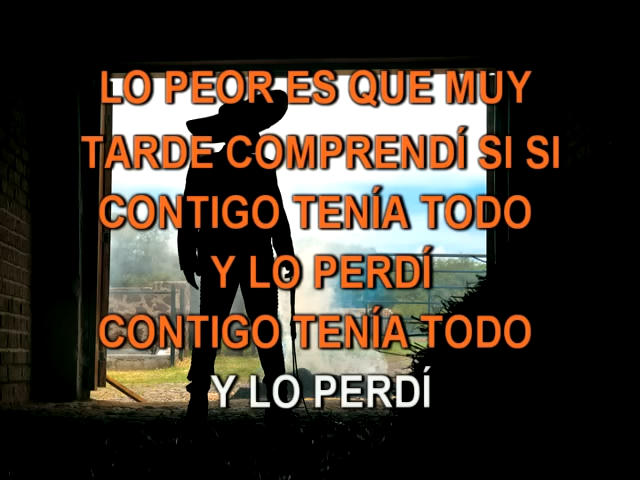 LO PEOR ES QUE MUY
TARDE COMPRENDÍ SI SI
CONTIGO TENÍA TODO
Y LO PERDÍ
CONTIGO TENÍA TODO
Y LO PERDÍ